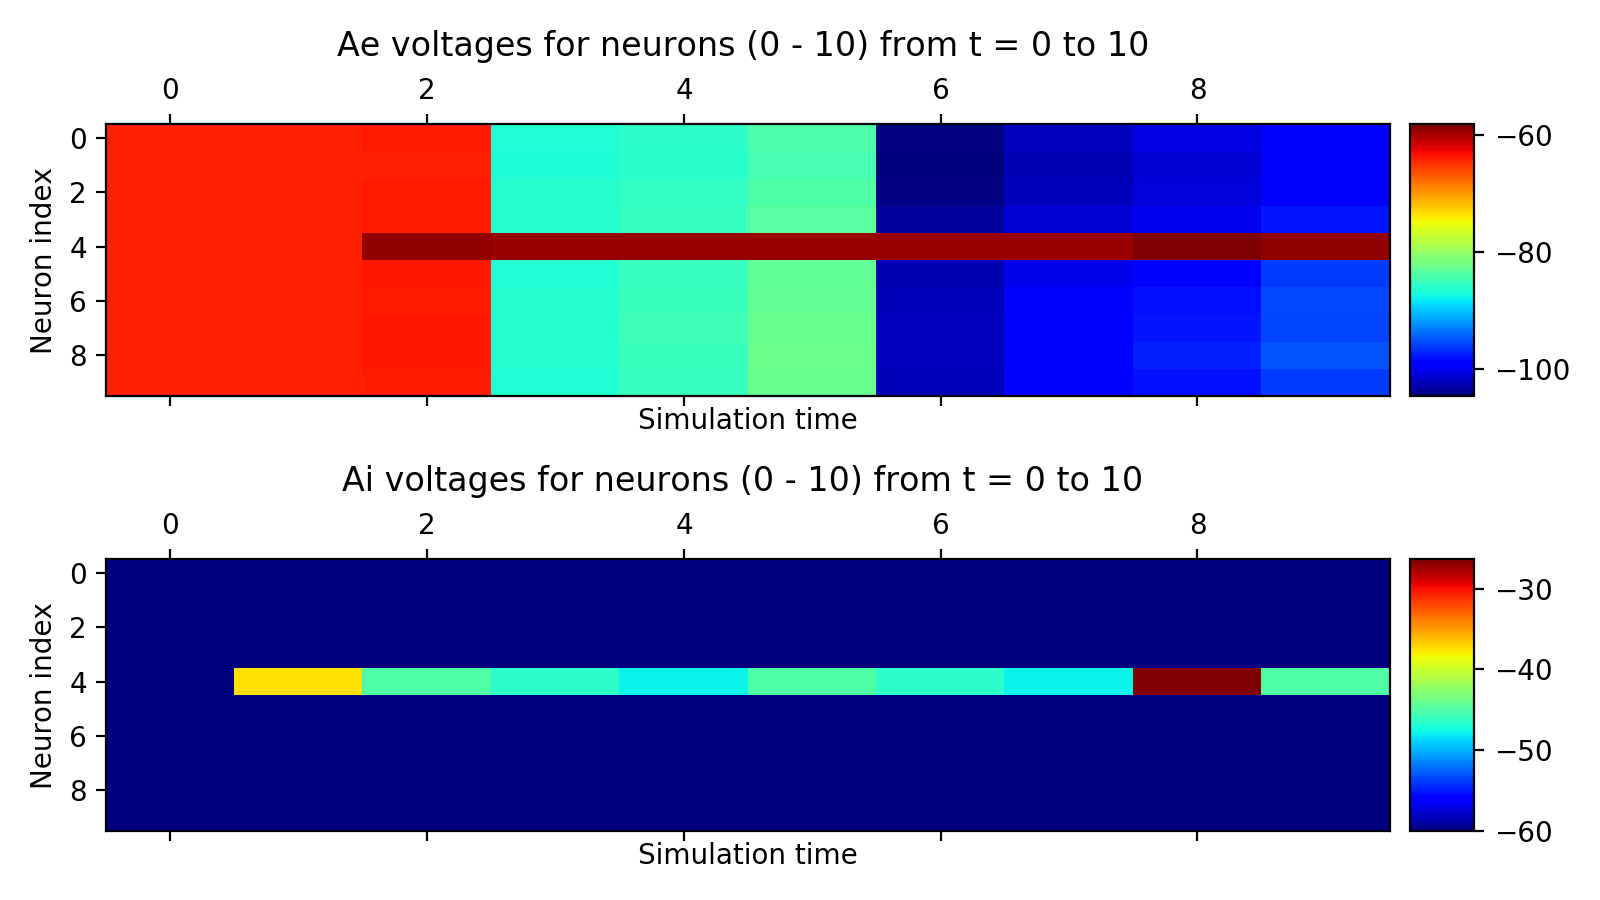 Ae voltages for neurons (0 - 10) from t = 0 to 10
0 2 4 6 8
Neuron index
0
2
4
6
8
−60
−80
−100
Simulation time
Ai voltages for neurons (0 - 10) from t = 0 to 10
0 2 4 6 8
Neuron index
0
2
4
6
8
−30
−40
−50
−60
Simulation time